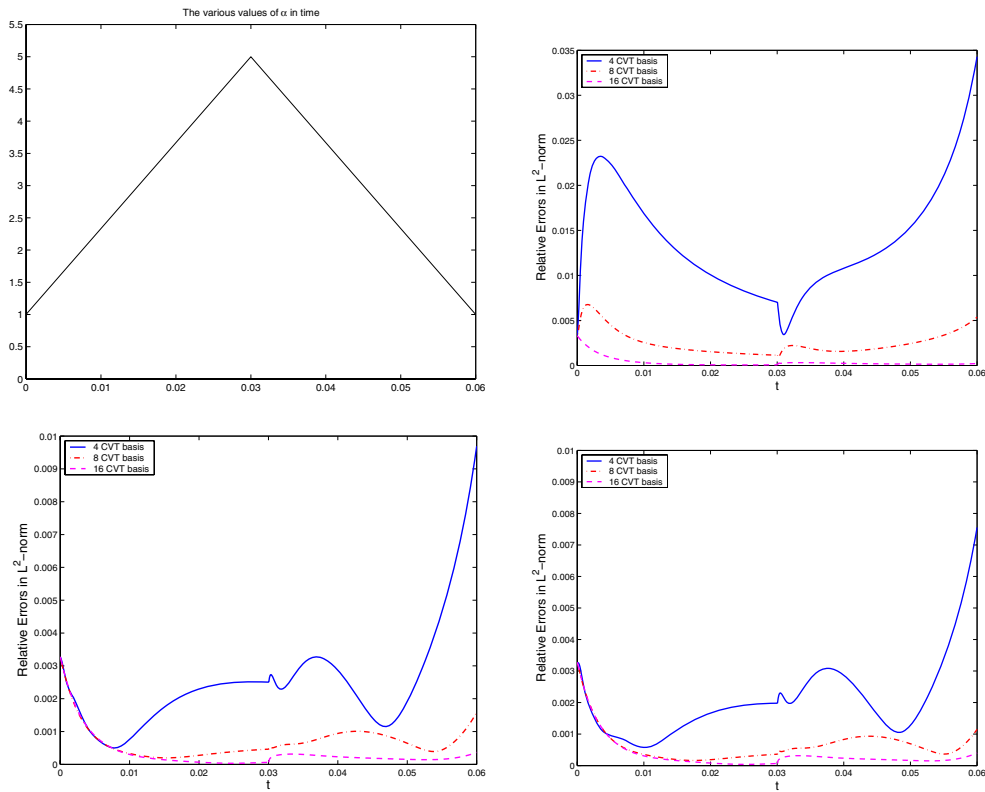 The various values of α in time
5.5
5
4.5
4
3.5
3
2.5
2
1.5
1
0.5
0
0 0.01 0.02 0.03 0.04 0.05 0.06
0.035
0.03
0.025
0.02
0.015
0.01
0.005
0
Relative Errors in L²−norm
4 CVT basis
8 CVT basis
16 CVT basis
0 0.01 0.02 0.03 0.04 0.05 0.06
t
0.01
0.009
0.008
0.007
0.006
0.005
0.004
0.003
0.002
0.001
0
Relative Errors in L²−norm
4 CVT basis
8 CVT basis
16 CVT basis
0 0.01 0.02 0.03 0.04 0.05 0.06
t
0.01
0.009
0.008
0.007
0.006
0.005
0.004
0.003
0.002
0.001
0
Relative Errors in L²−norm
4 CVT basis
8 CVT basis
16 CVT basis
0 0.01 0.02 0.03 0.04 0.05 0.06
t